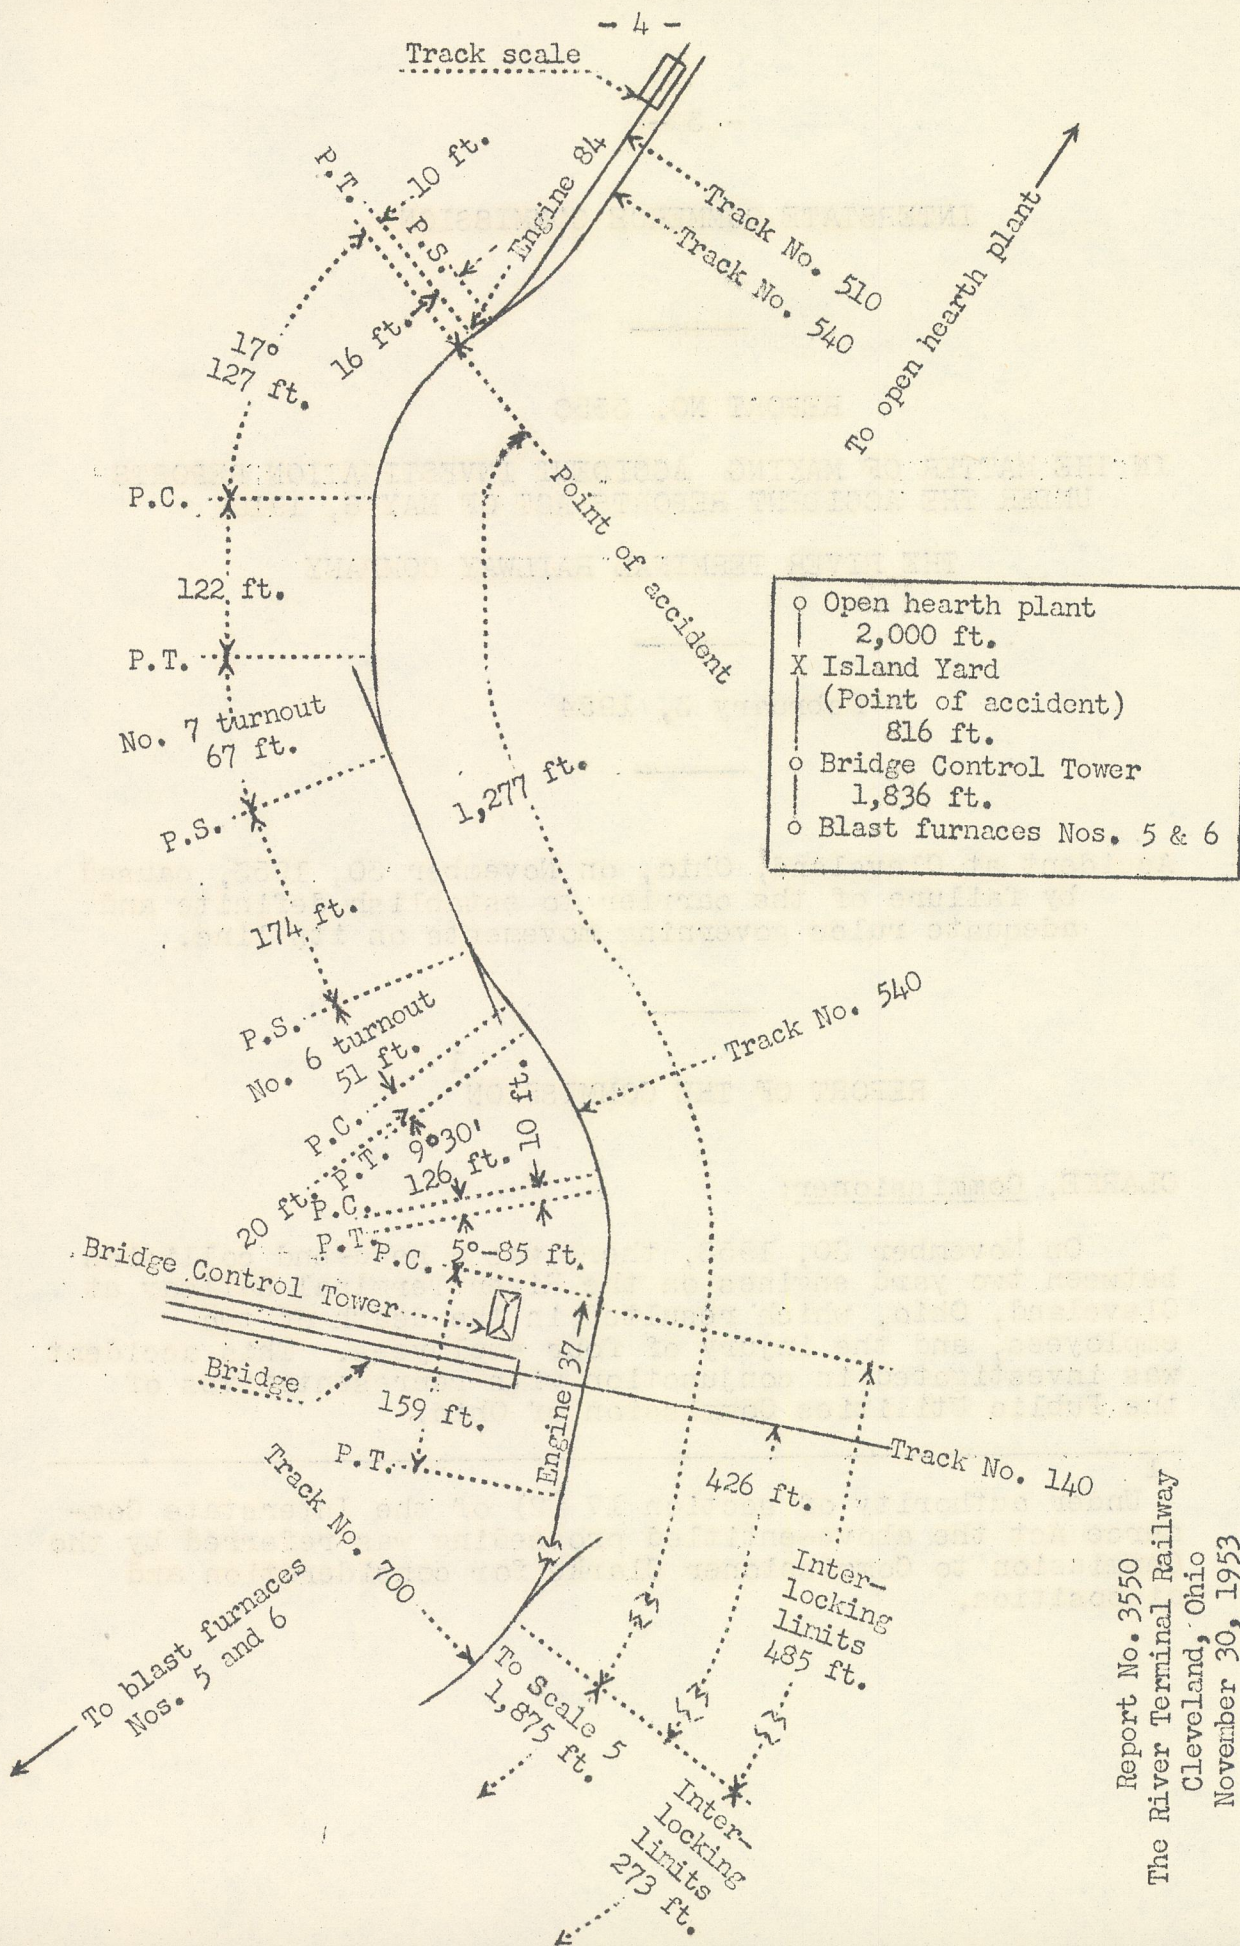 - 4 -
Track scale
P.T.
10 ft.
P.S.
Engine 84
Track No. 510
Track No. 540
To open hearth plant
17°
127 ft.
16 ft.
P.C.
Point of accident
122 ft.
P.T.
No. 7 turnout
67 ft.
P.S.
1,277 ft.
o Open hearth plant
2,000 ft.
X Island Yard
(Point of accident)
816 ft.
o Bridge Control Tower
1,836 ft.
o Blast furnaces Nos. 5 & 6
174 ft.
P.S.
No. 6 turnout
51 ft.
Track No. 540
P.C.
P.T.
20 ft.
9°30'
126 ft.
10 ft.
P.C.
P.T.
P.C.
5°-85 ft.
Bridge Control Tower
Bridge
159 ft.
P.T.
Engine 37
Track No. 140
426 ft.
Track No. 700
Inter-
locking
limits
485 ft.
To blast furnaces
Nos. 5 and 6
To Scale 5
1,875 ft.
Inter-
locking
limits
273 ft.
Report No. 3550
The River Terminal Railway
Cleveland, Ohio
November 30, 1953